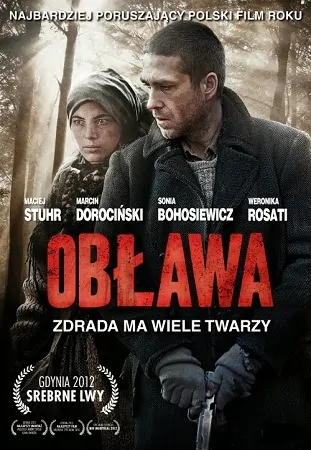 NAJBARDZIEJ PORUSZAJĄCY POLSKI FILM ROKU
MACIEJ STUHR
MARCIN DOROCIŃSKI
SONIA BOHOSIEWICZ
WERONIKA ROSATI
OBŁAWA
ZDRADA MA WIELE TWARZY
GDYNIA 2012
SREBRNE LWY